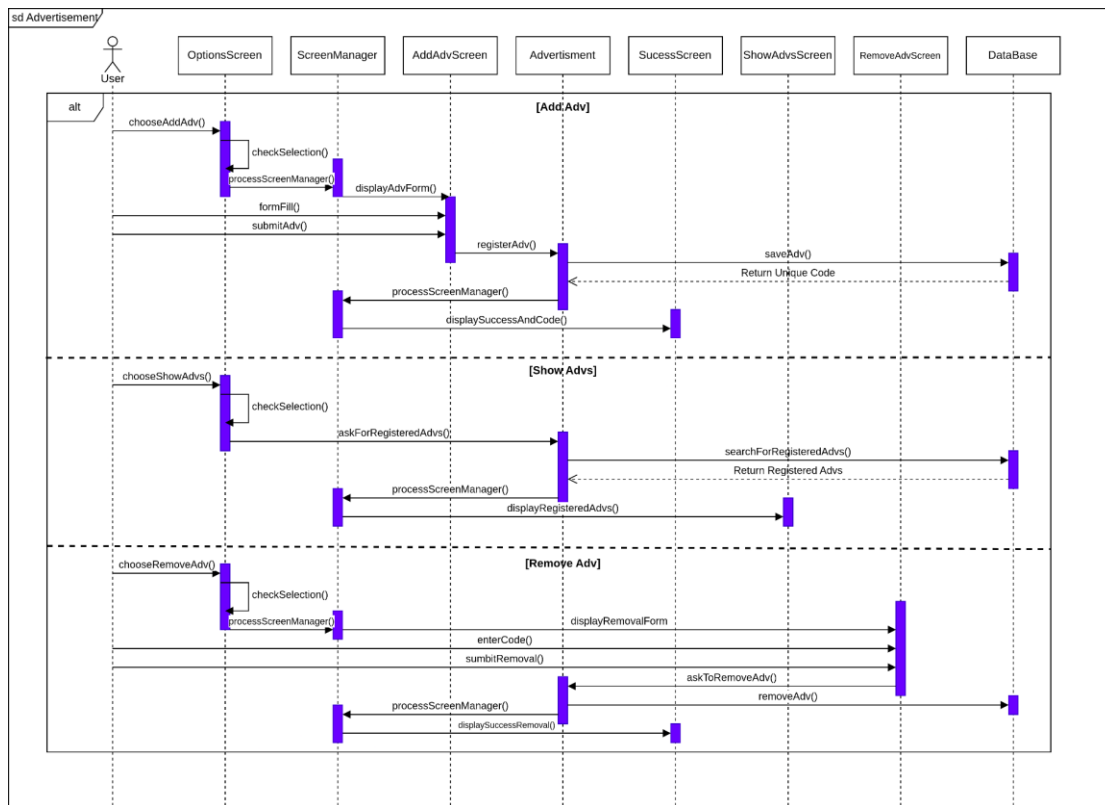 sd Advertisement
User
OptionsScreen
ScreenManager
AddAdvScreen
Advertisment
SucessScreen
ShowAdvsScreen
RemoveAdvScreen
DataBase
alt
[Add Adv]
chooseAddAdv()
checkSelection()
processScreenManager()
displayAdvForm()
formFill()
submitAdv()
registerAdv()
saveAdv()
Return Unique Code
processScreenManager()
displaySuccessAndCode()
[Show Advs]
chooseShowAdvs()
checkSelection()
askForRegisteredAdvs()
searchForRegisteredAdvs()
Return Registered Advs
processScreenManager()
displayRegisteredAdvs()
[Remove Adv]
chooseRemoveAdv()
checkSelection()
processScreenManager()
displayRemovalForm
enterCode()
sumbitRemoval()
askToRemoveAdv()
removeAdv()
processScreenManager()
displaySuccessRemoval()